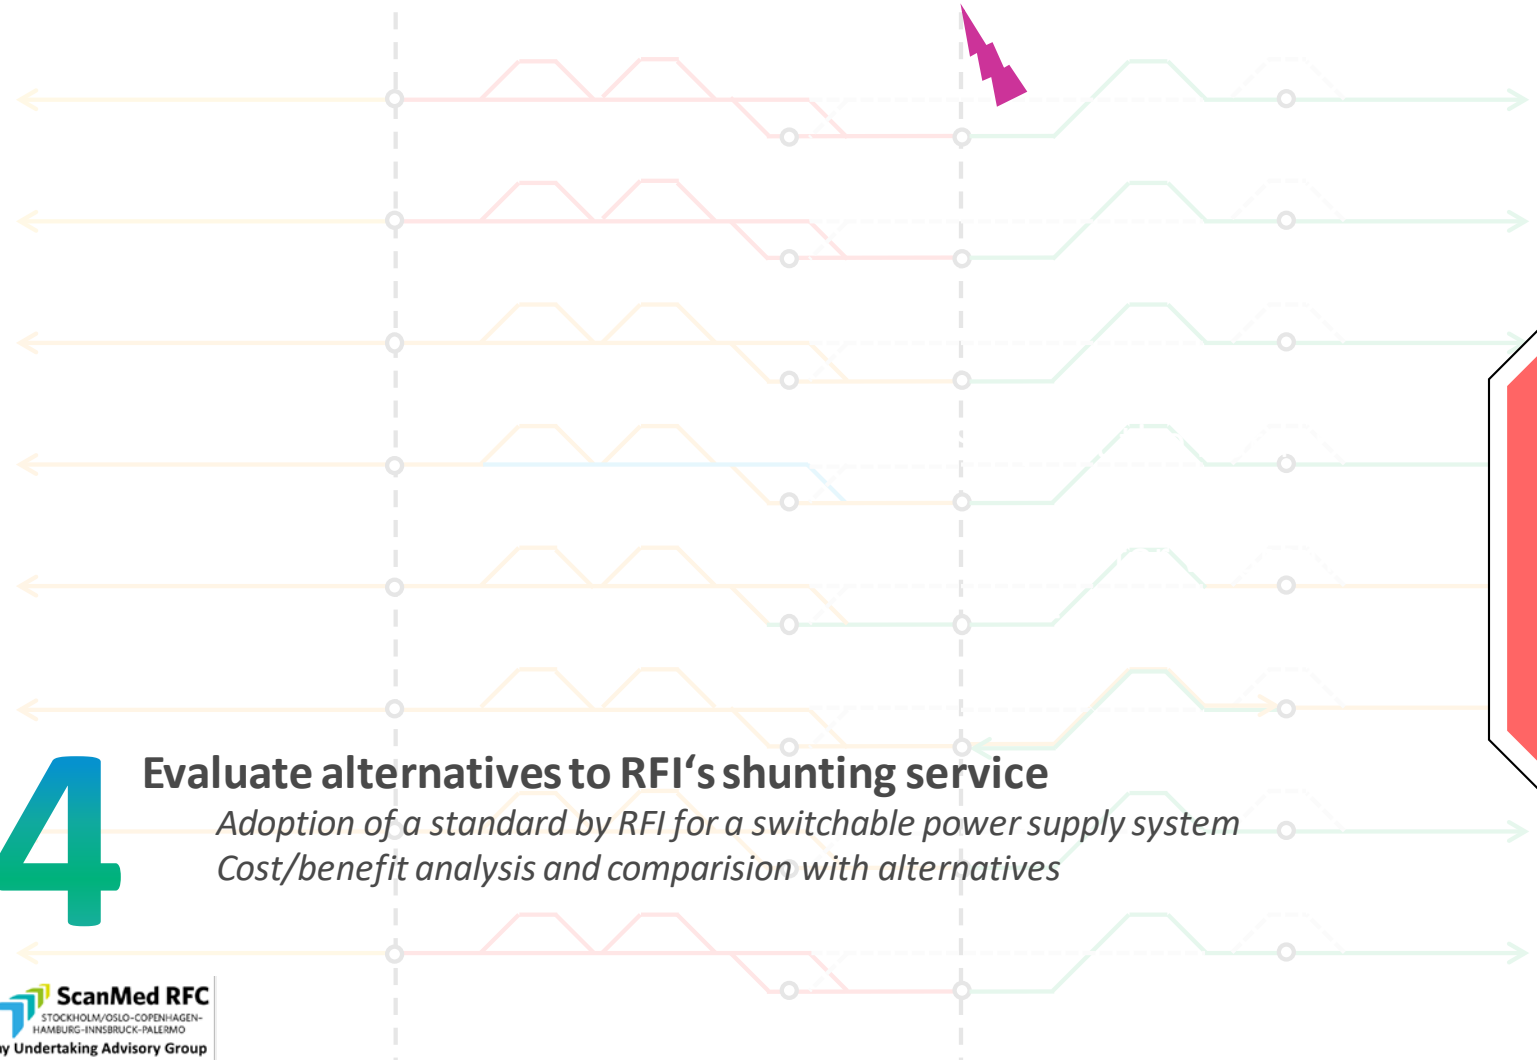 4
Evaluate alternatives to RFI‘s shunting service
Adoption of a standard by RFI for a switchable power supply system
Cost/benefit analysis and comparision with alternatives
ScanMed RFC
STOCKHOLM/OSLO-COPENHAGEN-
HAMBURG-INNSBRUCK-PALERMO
Undertaking Advisory Group